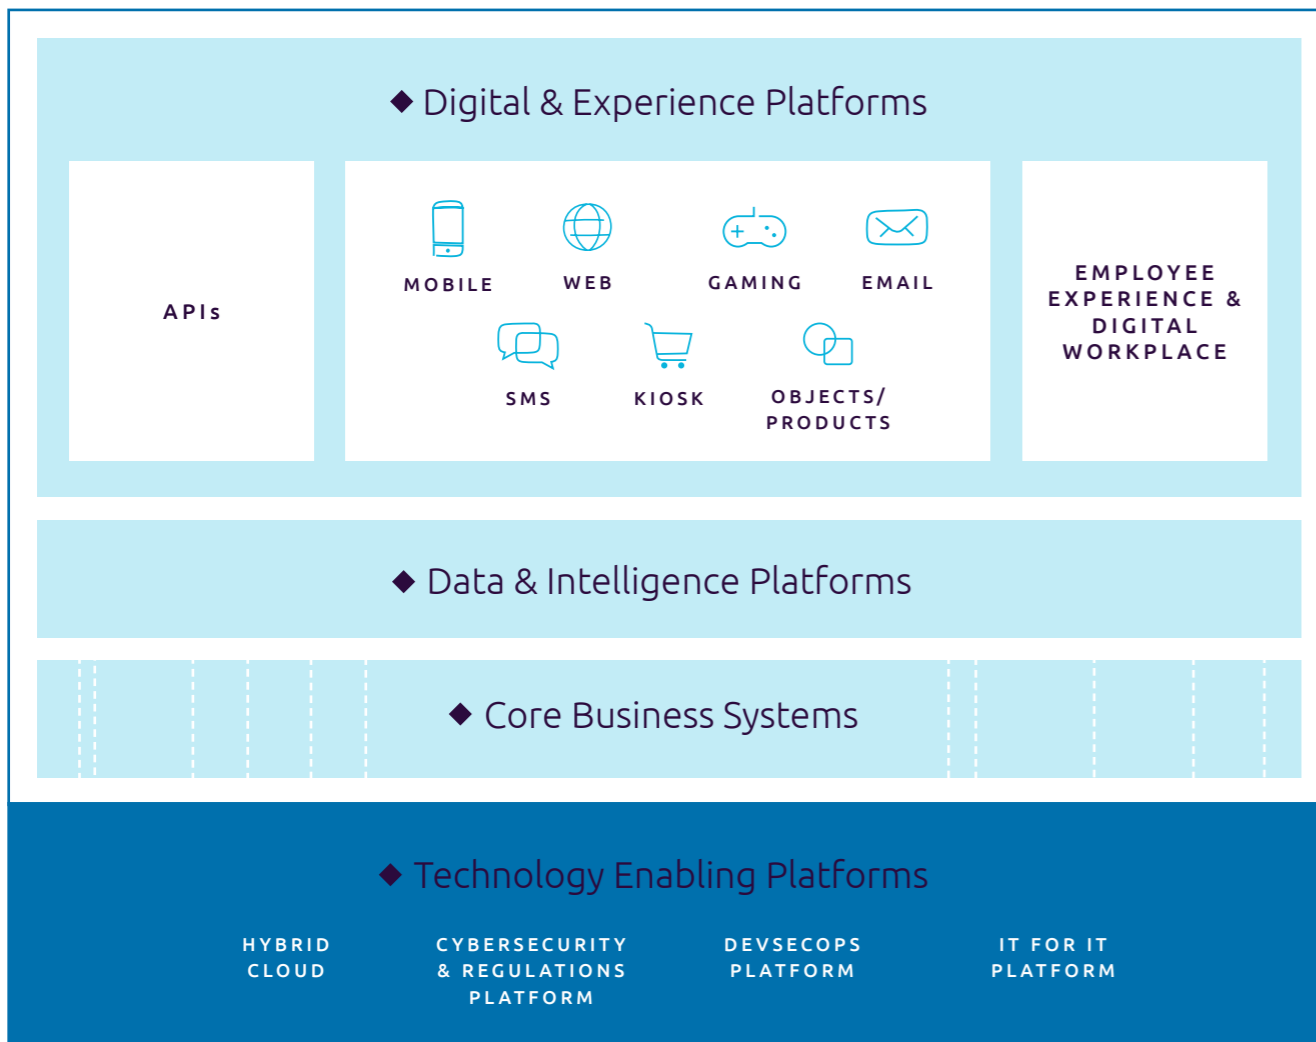 Digital & Experience Platforms
APIs
MOBILE
WEB
GAMING
EMAIL
SMS
KIOSK
OBJECTS/
PRODUCTS
EMPLOYEE
EXPERIENCE &
DIGITAL
WORKPLACE
Data & Intelligence Platforms
Core Business Systems
Technology Enabling Platforms
HYBRID
CLOUD
CYBERSECURITY
& REGULATIONS
PLATFORM
DEVSECOPS
PLATFORM
IT FOR IT
PLATFORM